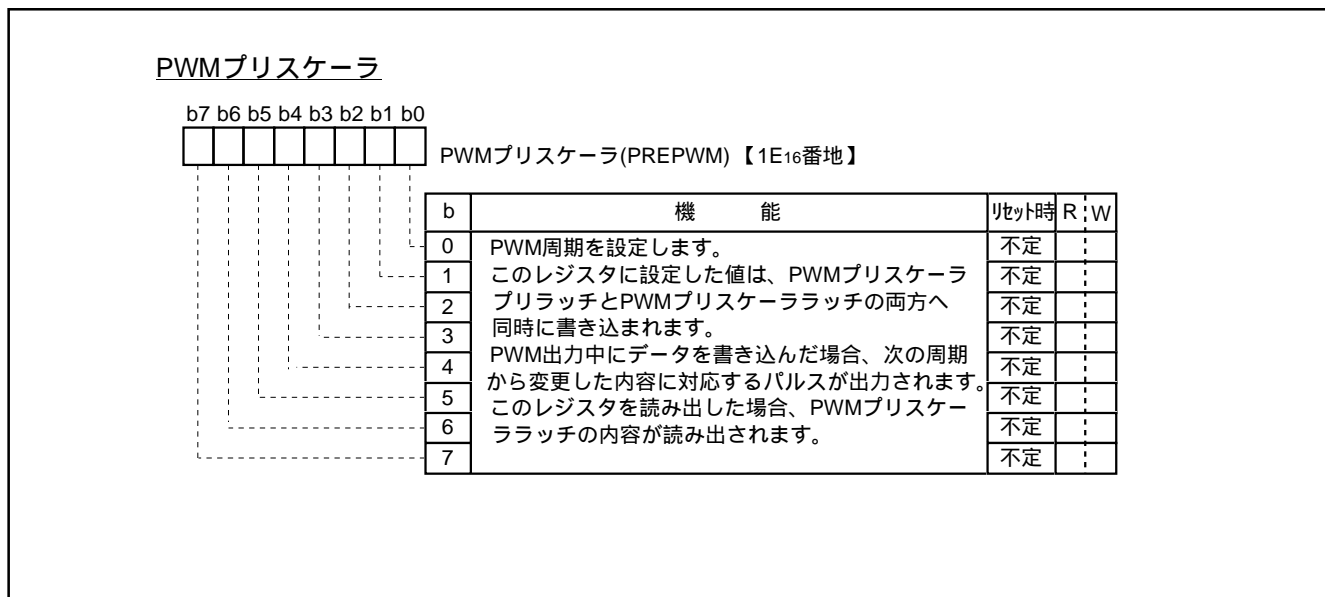 PWMプリスケーラ
b7 b6 b5 b4 b3 b2 b1 b0
PWMプリスケーラ(PREPWM)【1E16番地】
b 機 能 リセット時 R W
0 PWM周期を設定します。 不定
1 このレジスタに設定した値は、PWMプリスケーラ 不定
2 プリラッチとPWMプリスケーララッチの両方へ 不定
3 同時に書き込まれます。 不定
4 PWM出力中にデータを書き込んだ場合、次の周期 不定
5 から変更した内容に対応するパルスが出力されます。 不定
6 このレジスタを読み出した場合、PWMプリスケー 不定
7 ララッチの内容が読み出されます。 不定